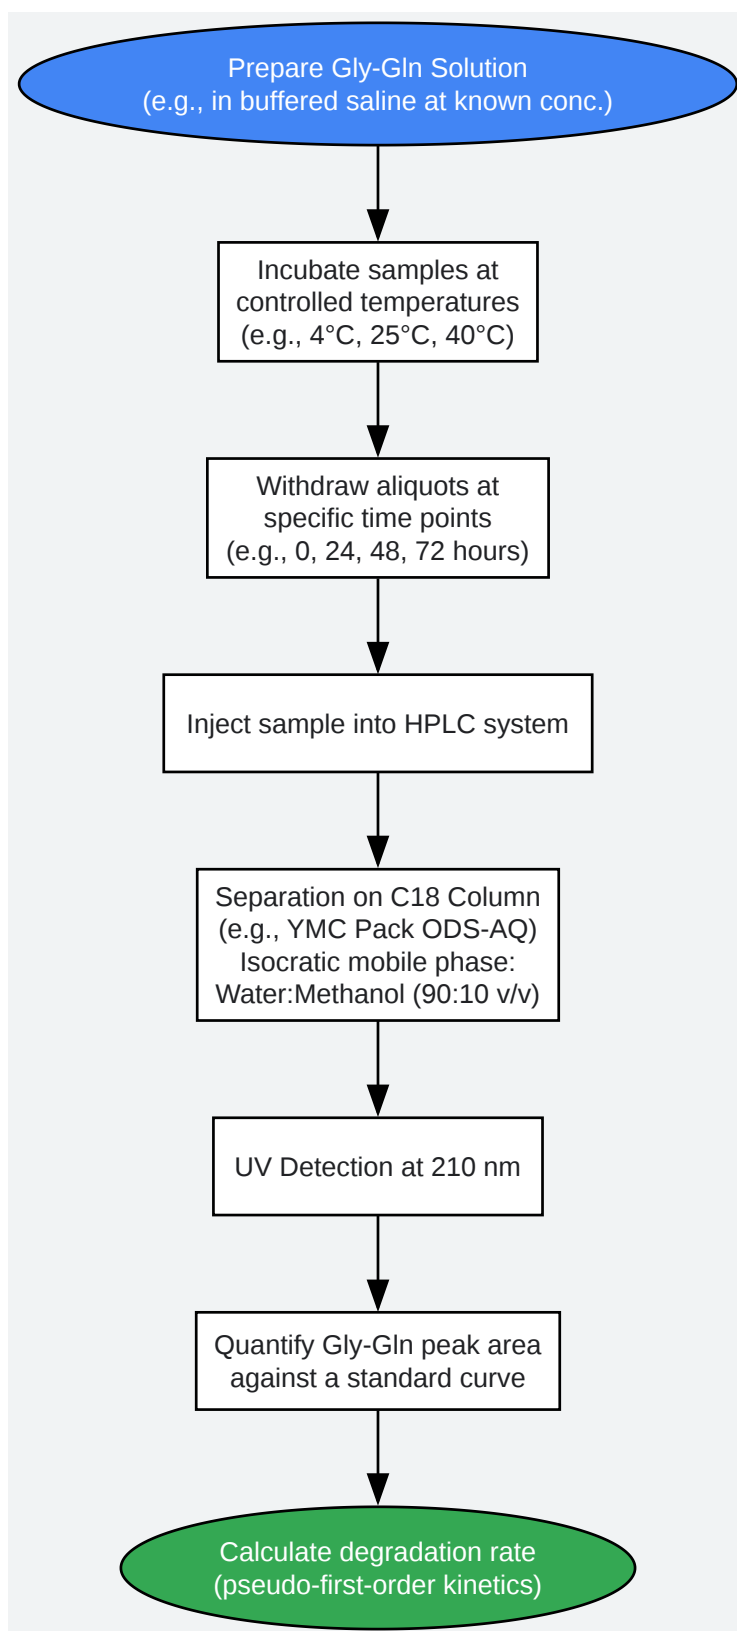 Prepare Gly-Gln Solution
(e.g., in buffered saline at known conc.)
Incubate samples at
controlled temperatures
(e.g., 4°C, 25°C, 40°C)
Withdraw aliquots at
specific time points
(e.g., 0, 24, 48, 72 hours)
Inject sample into HPLC system
Separation on C18 Column
(e.g., YMC Pack ODS-AQ)
Isocratic mobile phase:
Water:Methanol (90:10 v/v)
UV Detection at 210 nm
Quantify Gly-Gln peak area
against a standard curve
Calculate degradation rate
(pseudo-first-order kinetics)